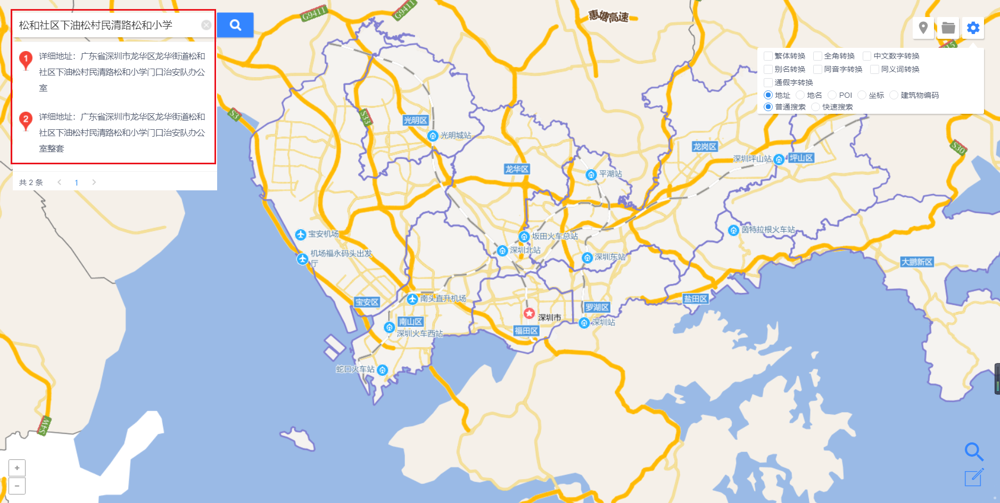 松和社区下油松村民清路松和小学
1
详细地址：广东省深圳市龙华区龙华街道松和
社区下油松村民清路松和小学门口治安队办公
室
2
详细地址：广东省深圳市龙华区龙华街道松和
社区下油松村民清路松和小学门口治安队办公
室整套
共 2 条
1
繁体转换 全角转换 中文数字转换
别名转换 同音字转换 同义词转换
通假字转换
地址 地名 POI 坐标 建筑物编码
普通搜索 快速搜索
G9411
G9411
惠塘高速
S3
S33
光明区
光明城站
龙岗区
深圳坪山站
坪山区
S30
龙华区
平湖站
宝安机场
坂田火车总站
茵特拉根火车站
深圳北站
机场福永码头出发
厅
深圳东站
大鹏新区
宝安区
南头直升机场
盐田区
罗湖区
深圳市
南山区
深圳站
福田区
深圳火车西站
蛇口火车站
S4W
+
−